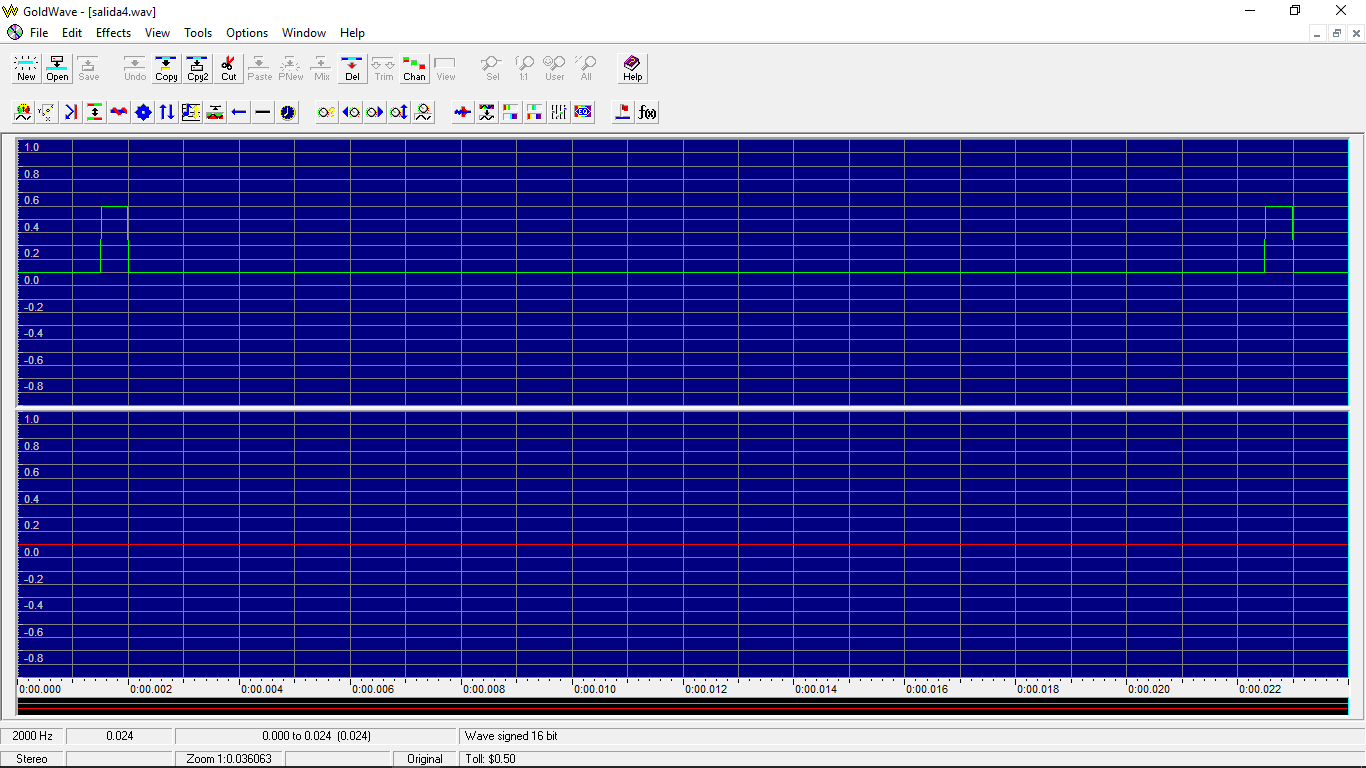 GoldWave - [salida4.wav]
File Edit Effects View Tools Options Window Help
New Open Save Undo Copy Cpy2 Cut Paste PNew Mix Del Trim Chan View Sel 1:1 User All Help
EQ f(x)
1.0
0.8
0.6
0.4
0.2
0.0
-0.2
-0.4
-0.6
-0.8
1.0
0.8
0.6
0.4
0.2
0.0
-0.2
-0.4
-0.6
-0.8
0:00.000 0:00.002 0:00.004 0:00.006 0:00.008 0:00.010 0:00.012 0:00.014 0:00.016 0:00.018 0:00.020 0:00.022
2000 Hz 0.024 0.000 to 0.024 (0.024) Wave signed 16 bit
Stereo Zoom 1:0.036063 Original Toll: $0.50